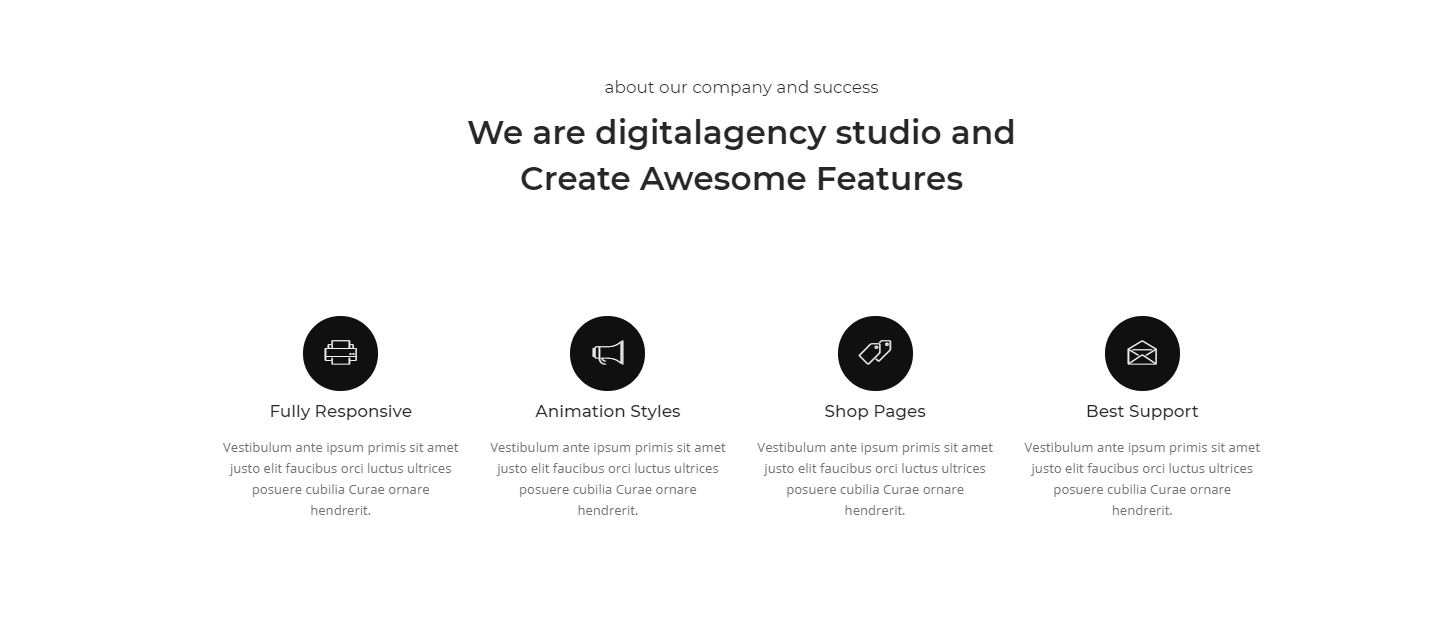 about our company and success
We are digitalagency studio and
Create Awesome Features
Fully Responsive
Vestibulum ante ipsum primis sit amet
justo elit faucibus orci luctus ultrices
posuere cubilia Curae ornare
hendrerit.
Animation Styles
Vestibulum ante ipsum primis sit amet
justo elit faucibus orci luctus ultrices
posuere cubilia Curae ornare
hendrerit.
Shop Pages
Vestibulum ante ipsum primis sit amet
justo elit faucibus orci luctus ultrices
posuere cubilia Curae ornare
hendrerit.
Best Support
Vestibulum ante ipsum primis sit amet
justo elit faucibus orci luctus ultrices
posuere cubilia Curae ornare
hendrerit.